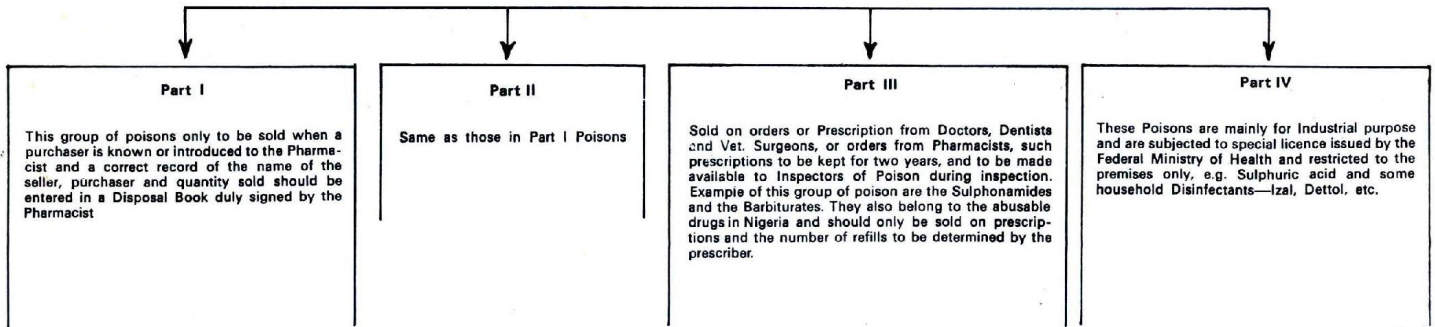 Part I
This group of poisons only to be sold when a
purchaser is known or introduced to the Pharma-
cist and a correct record of the name of the
seller, purchaser and quantity sold should be
entered in a Disposal Book duly signed by the
Pharmacist
Part II
Same as those in Part I Poisons
Part III
Sold on orders or Prescription from Doctors, Dentists
and Vet. Surgeons, or orders from Pharmacists, such
prescriptions to be kept for two years, and to be made
available to Inspectors of Poison during inspection.
Example of this group of poison are the Sulphonamides
and the Barbiturates. They also belong to the abusable
drugs in Nigeria and should only be sold on prescrip-
tions and the number of refills to be determined by the
prescriber.
Part IV
These Poisons are mainly for Industrial purpose
and are subjected to special licence issued by the
Federal Ministry of Health and restricted to the
premises only, e.g. Sulphuric acid and some
household Disinfectants—Izal, Dettol, etc.